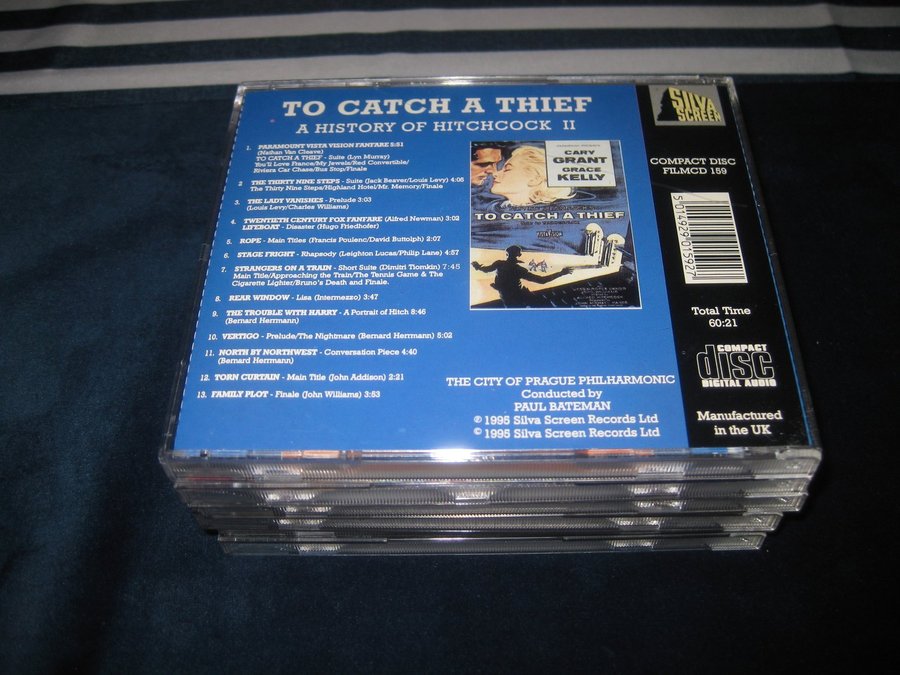 TO CATCH A THIEF
A HISTORY OF HITCHCOCK II
1. PARAMOUNT VISTA VISION FANFARE 8:51
(Nathan Van Cleave)
TO CATCH A THIEF - Suite (Lyn Murray)
You'll Love France/My Jewels/Red Convertible/
Riviera Car Chase/Bus Stop/Finale
2 THE THIRTY NINE STEPS - Suite (Jack Beaver/Louis Levy) 4:05
The Thirty Nine Steps/Highland Hotel/Mr. Memory/Finale
3. THE LADY VANISHES - Prelude 3:03
(Louis Levy/Charles Williams)
4. TWENTIETH CENTURY FOX FANFARE (Alfred Newman) 3:02
LIFEBOAT - Disaster (Hugo Friedhofer)
5. ROPE - Main Titles (Francis Poulenc/David Buttolph) 2:07
6. STAGE FRIGHT - Rhapsody (Leighton Lucas/Philip Lane) 4:57
7. STRANGERS ON A TRAIN - Short Suite (Dimitri Tiomkin) 7:45
Main Title/Approaching the Train/The Tennis Game & The
Cigarette Lighter/Bruno's Death and Finale.
8. REAR WINDOW - Lisa (Intermezzo) 3:47
9. THE TROUBLE WITH HARRY - A Portrait of Hitch 8:46
(Bernard Herrmann)
10. VERTIGO - Prelude/The Nightmare (Bernard Herrmann) 5:02
11. NORTH BY NORTHWEST - Conversation Piece 4:40
(Bernard Herrmann)
12. TORN CURTAIN - Main Title (John Addison) 2:21
13. FAMILY PLOT - Finale (John Williams) 3:53
CARY
GRANT
GRACE
KELLY
TO CATCH A THIEF
THE CITY OF PRAGUE PHILHARMONIC
Conducted by
PAUL BATEMAN
℗ 1995 Silva Screen Records Ltd
© 1995 Silva Screen Records Ltd
SILVA
SCREEN
COMPACT DISC
FILMCD 159
5 014929 015927
Total Time
60:21
COMPACT
disc
DIGITAL AUDIO
Manufactured
in the UK